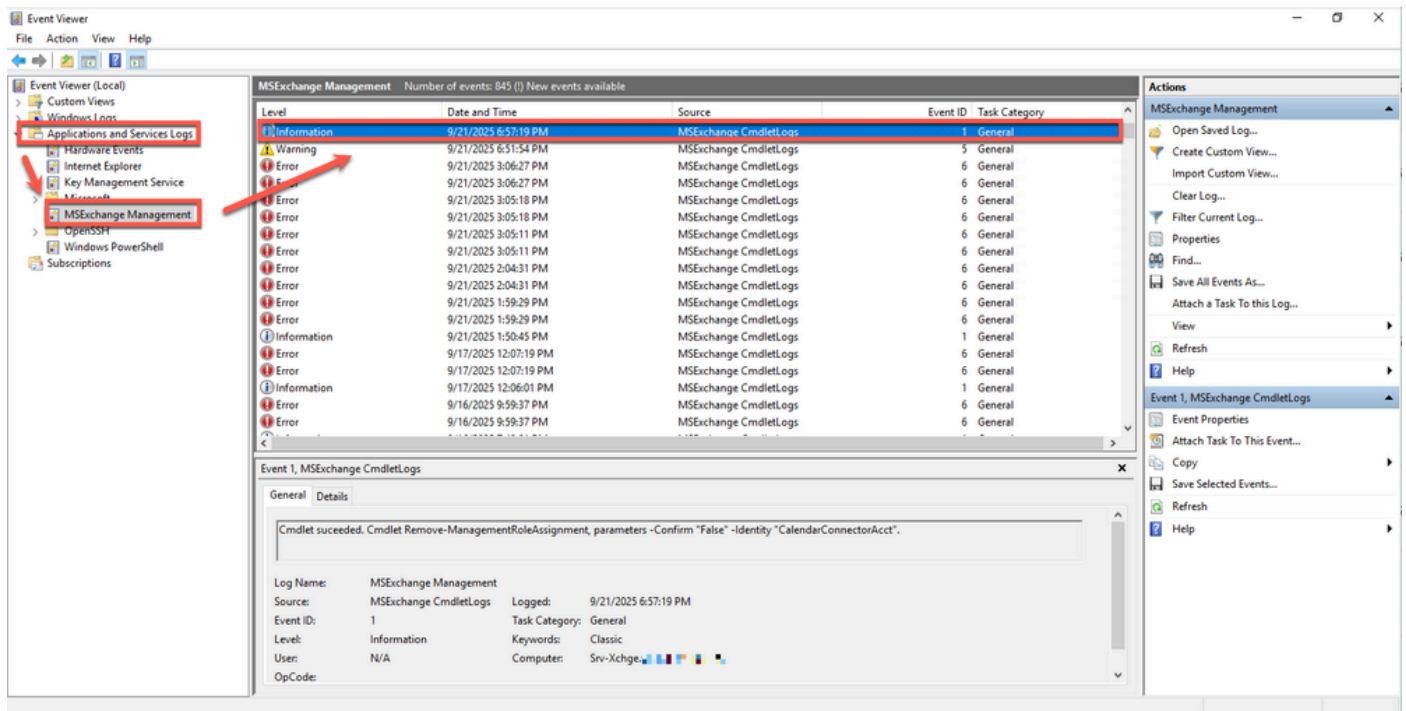 Event Viewer
File Action View Help
Event Viewer (Local)
Custom Views
Windows Logs
Applications and Services Logs
Hardware Events
Internet Explorer
Key Management Service
Microsoft
MSExchange Management
OpenSSH
Windows PowerShell
Subscriptions
MSExchange Management Number of events: 845 (!) New events available
Level Date and Time Source Event ID Task Category
Information 9/21/2025 6:57:19 PM MSExchange CmdletLogs 1 General
Warning 9/21/2025 6:51:54 PM MSExchange CmdletLogs 5 General
Error 9/21/2025 3:06:27 PM MSExchange CmdletLogs 6 General
Error 9/21/2025 3:06:27 PM MSExchange CmdletLogs 6 General
Error 9/21/2025 3:05:18 PM MSExchange CmdletLogs 6 General
Error 9/21/2025 3:05:18 PM MSExchange CmdletLogs 6 General
Error 9/21/2025 3:05:11 PM MSExchange CmdletLogs 6 General
Error 9/21/2025 3:05:11 PM MSExchange CmdletLogs 6 General
Error 9/21/2025 2:04:31 PM MSExchange CmdletLogs 6 General
Error 9/21/2025 2:04:31 PM MSExchange CmdletLogs 6 General
Error 9/21/2025 1:59:29 PM MSExchange CmdletLogs 6 General
Error 9/21/2025 1:59:29 PM MSExchange CmdletLogs 6 General
Information 9/21/2025 1:50:45 PM MSExchange CmdletLogs 1 General
Error 9/17/2025 12:07:19 PM MSExchange CmdletLogs 6 General
Error 9/17/2025 12:07:19 PM MSExchange CmdletLogs 6 General
Information 9/17/2025 12:06:01 PM MSExchange CmdletLogs 1 General
Error 9/16/2025 9:59:37 PM MSExchange CmdletLogs 6 General
Error 9/16/2025 9:59:37 PM MSExchange CmdletLogs 6 General
Event 1, MSExchange CmdletLogs
General Details
Cmdlet suceeded. Cmdlet Remove-ManagementRoleAssignment, parameters -Confirm "False" -Identity "CalendarConnectorAcct".
Log Name: MSExchange Management
Source: MSExchange CmdletLogs Logged: 9/21/2025 6:57:19 PM
Event ID: 1 Task Category: General
Level: Information Keywords: Classic
User: N/A Computer: Srv-Xchge.
OpCode:
Actions
MSExchange Management
Open Saved Log...
Create Custom View...
Import Custom View...
Clear Log...
Filter Current Log...
Properties
Find...
Save All Events As...
Attach a Task To this Log...
View
Refresh
Help
Event 1, MSExchange CmdletLogs
Event Properties
Attach Task To This Event...
Copy
Save Selected Events...
Refresh
Help